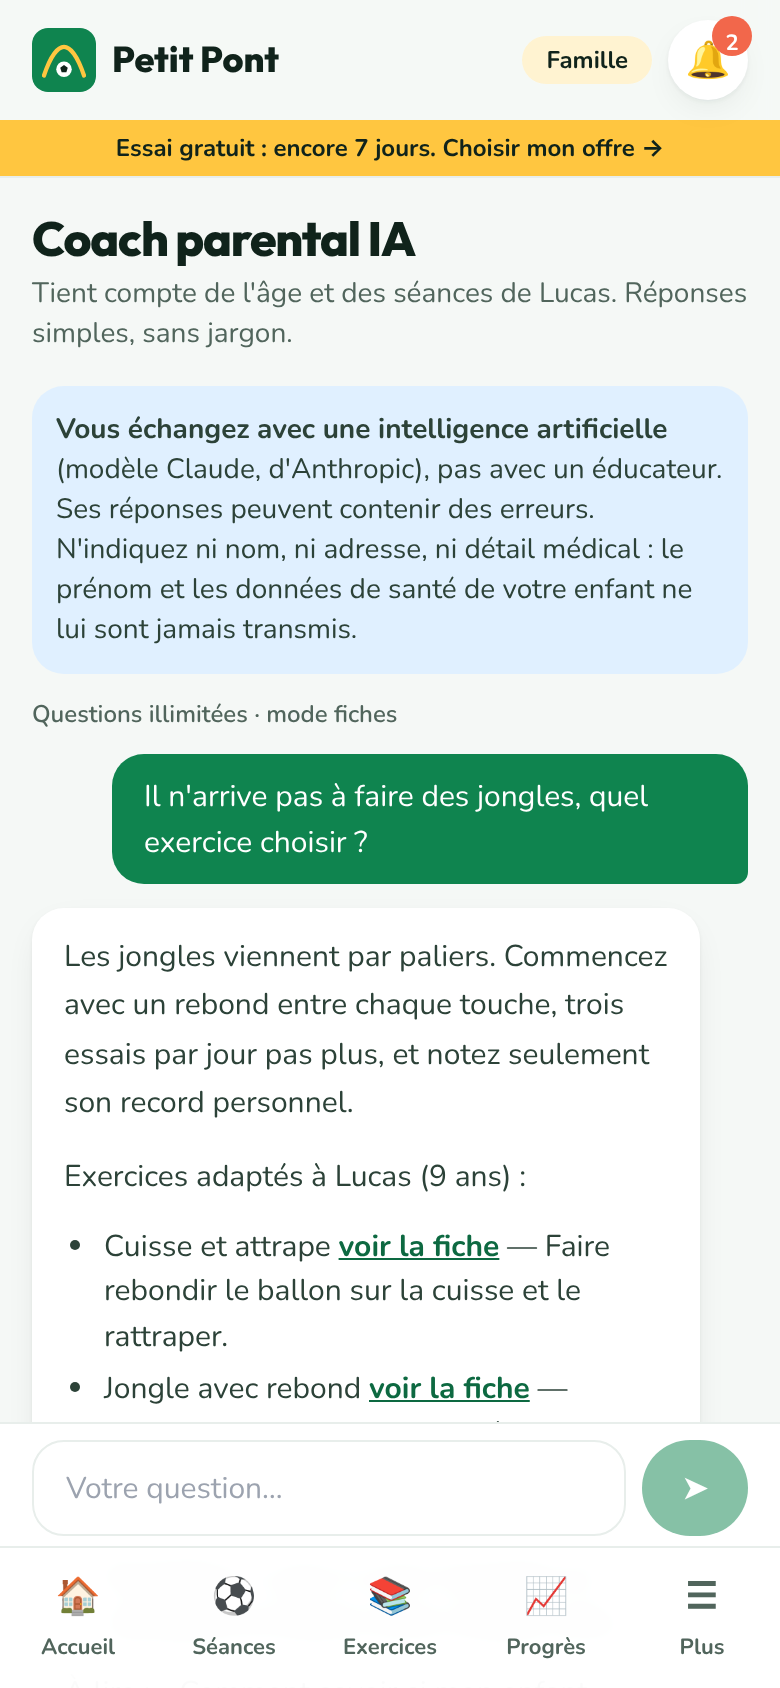 Petit Pont
Famille
2
Essai gratuit : encore 7 jours. Choisir mon offre →
Coach parental IA
Tient compte de l'âge et des séances de Lucas. Réponses
simples, sans jargon.
Vous échangez avec une intelligence artificielle
(modèle Claude, d'Anthropic), pas avec un éducateur.
Ses réponses peuvent contenir des erreurs.
N'indiquez ni nom, ni adresse, ni détail médical : le
prénom et les données de santé de votre enfant ne
lui sont jamais transmis.
Questions illimitées · mode fiches
Il n'arrive pas à faire des jongles, quel
exercice choisir ?
Les jongles viennent par paliers. Commencez
avec un rebond entre chaque touche, trois
essais par jour pas plus, et notez seulement
son record personnel.
Exercices adaptés à Lucas (9 ans) :
• Cuisse et attrape voir la fiche — Faire
rebondir le ballon sur la cuisse et le
rattraper.
• Jongle avec rebond voir la fiche —
Votre question...
Accueil
Séances
Exercices
Progrès
Plus